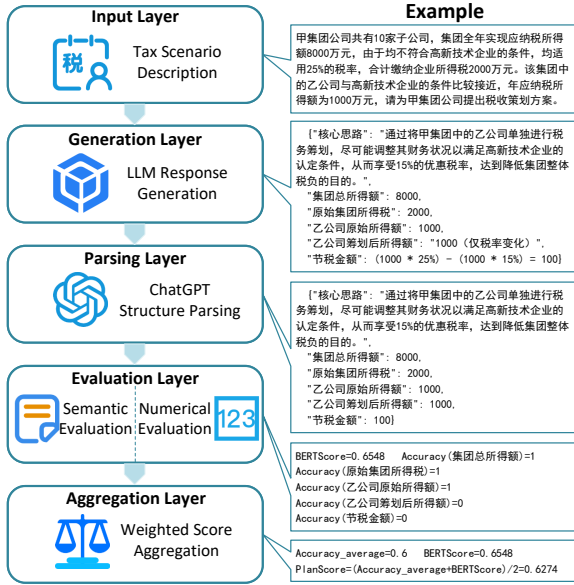 Input Layer
税
Tax Scenario
Description
Generation Layer
LLM Response
Generation
Parsing Layer
ChatGPT
Structure Parsing
Evaluation Layer
Semantic
Evaluation
Numerical
Evaluation
123
Aggregation Layer
Weighted Score
Aggregation
Example
甲集团公司共有10家子公司，集团全年实现应纳税所得
额8000万元，由于均不符合高新技术企业的条件，均适
用25%的税率，合计缴纳企业所得税2000万元。该集团中
的乙公司与高新技术企业的条件比较接近，年应纳税所
得额为1000万元，请为甲集团公司提出税收策划方案。
{"核心思路": "通过将甲集团中的乙公司单独进行税
务筹划，尽可能调整其财务状况以满足高新技术企业的
认定条件，从而享受15%的优惠税率，达到降低集团整体
税负的目的。",
"集团总所得额": 8000,
"原始集团所得税": 2000,
"乙公司原始所得额": 1000,
"乙公司筹划后所得额": "1000（仅税率变化）",
"节税金额": (1000 * 25%) - (1000 * 15%) = 100}
{"核心思路": "通过将甲集团中的乙公司单独进行税
务筹划，尽可能调整其财务状况以满足高新技术企业的
认定条件，从而享受15%的优惠税率，达到降低集团整体
税负的目的。",
"集团总所得额": 8000,
"原始集团所得税": 2000,
"乙公司原始所得额": 1000,
"乙公司筹划后所得额": 1000,
"节税金额": 100}
BERTScore=0.6548 Accuracy(集团总所得额)=1
Accuracy(原始集团所得税)=1
Accuracy(乙公司原始所得额)=1
Accuracy(乙公司筹划后所得额)=0
Accuracy(节税金额)=0
Accuracy_average=0.6 BERTScore=0.6548
PlanScore=(Accuracy_average+BERTScore)/2=0.6274